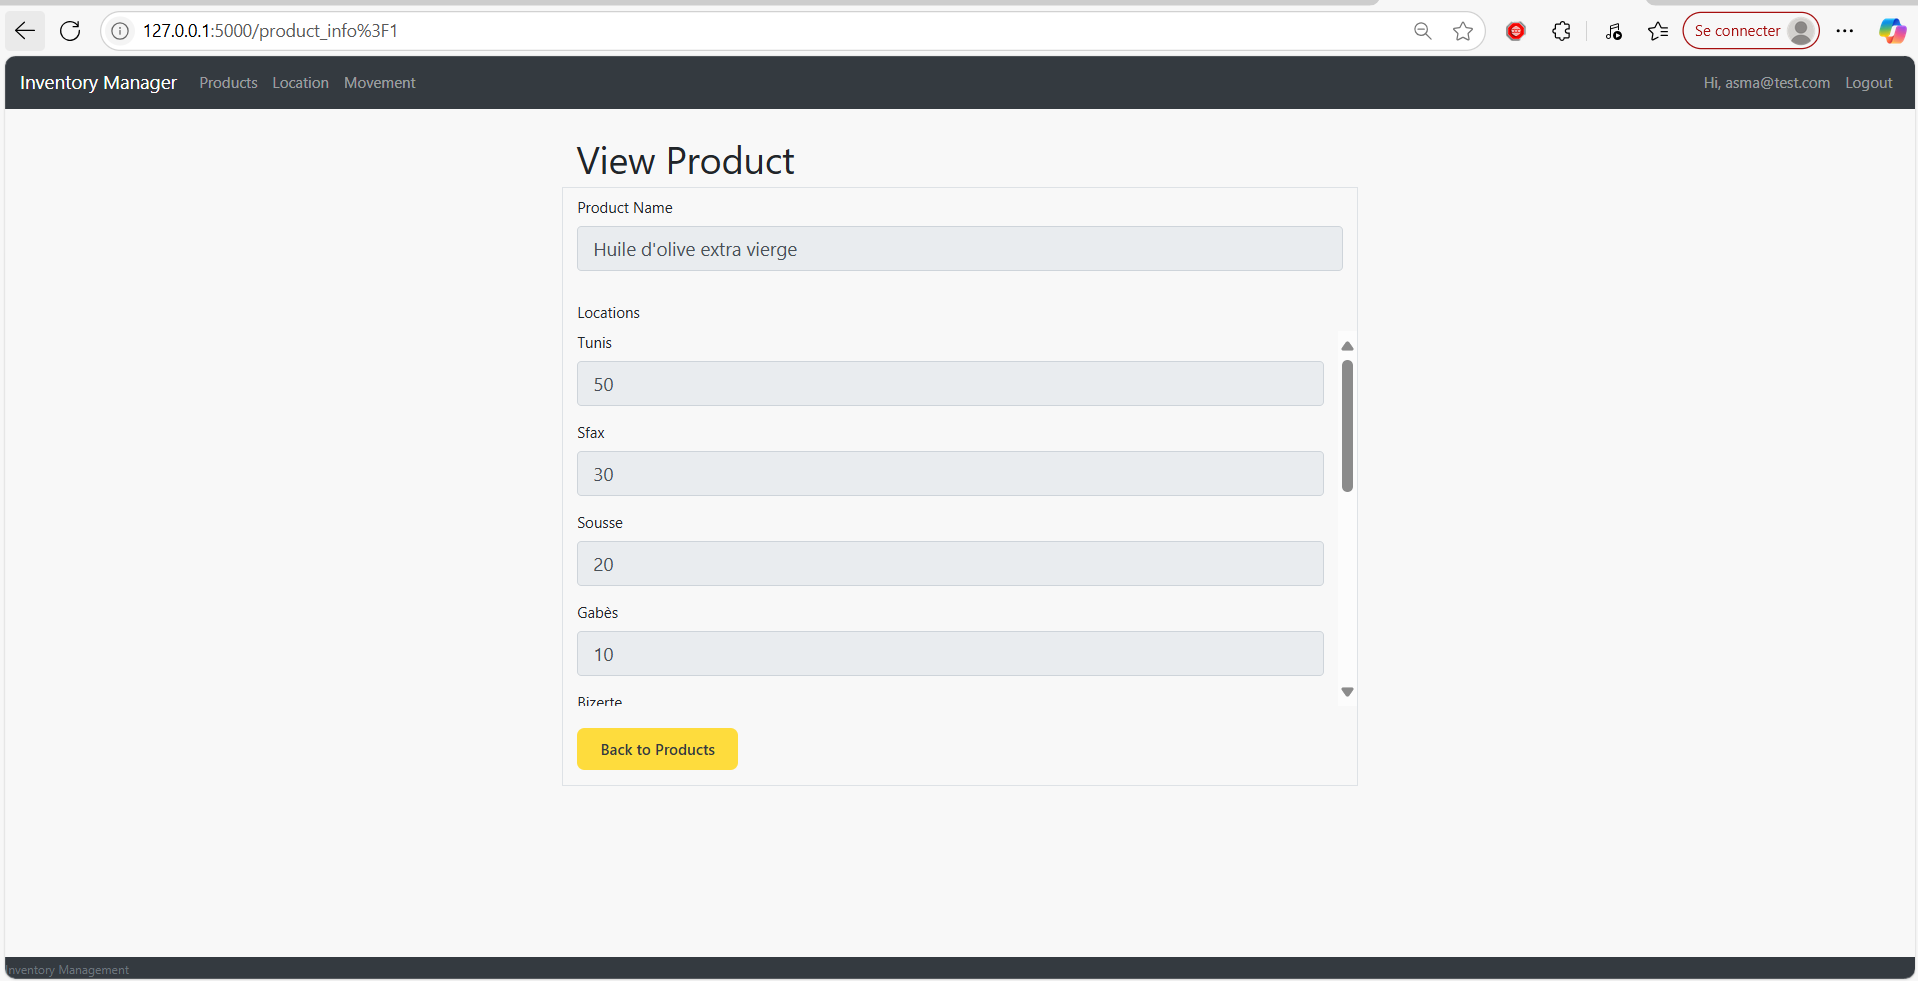 127.0.0.1:5000/product_info%3F1
Se connecter
Inventory Manager Products Location Movement Hi, asma@test.com Logout
View Product
Product Name
Huile d'olive extra vierge
Locations
Tunis
50
Sfax
30
Sousse
20
Gabès
10
Bizerte
Back to Products
Inventory Management